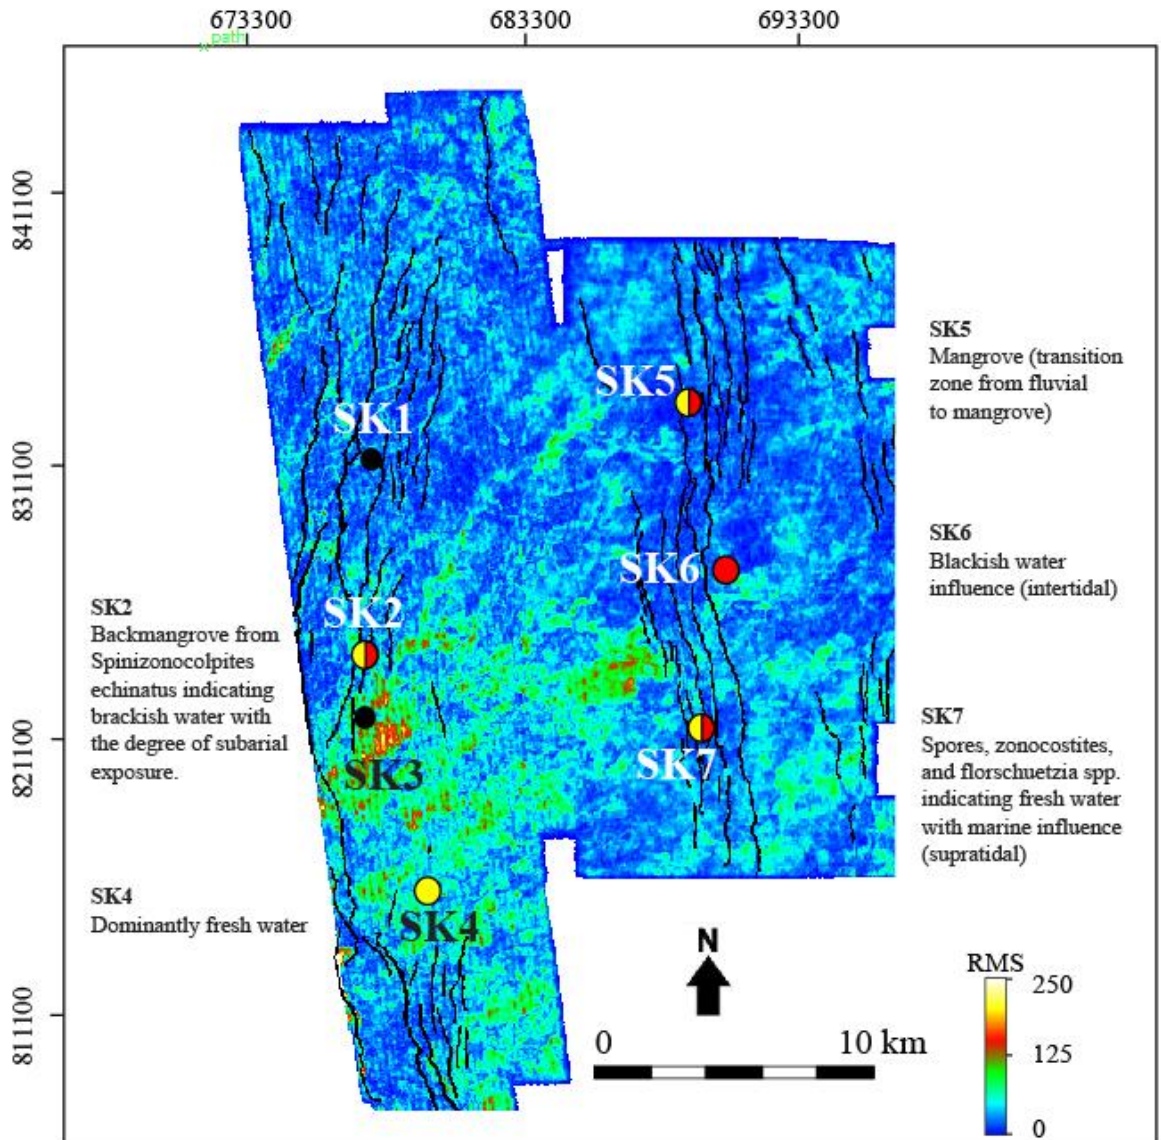 673300
683300
693300
path
841100
831100
821100
811100
SK1
SK2
SK3
SK4
SK5
SK6
SK7
SK5
Mangrove (transition
zone from fluvial
to mangrove)
SK6
Blackish water
influence (intertidal)
SK2
Backmangrove from
Spinizonocolpites
echinatus indicating
brackish water with
the degree of subarial
exposure.
SK7
Spores, zonocostites,
and florschuetzia spp.
indicating fresh water
with marine influence
(supratidal)
SK4
Dominantly fresh water
N
0
10 km
RMS
250
125
0